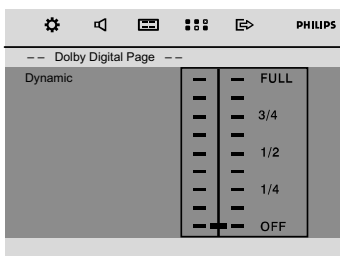 PHILIPS
-- Dolby Digital Page --
Dynamic
FULL
3/4
1/2
1/4
OFF